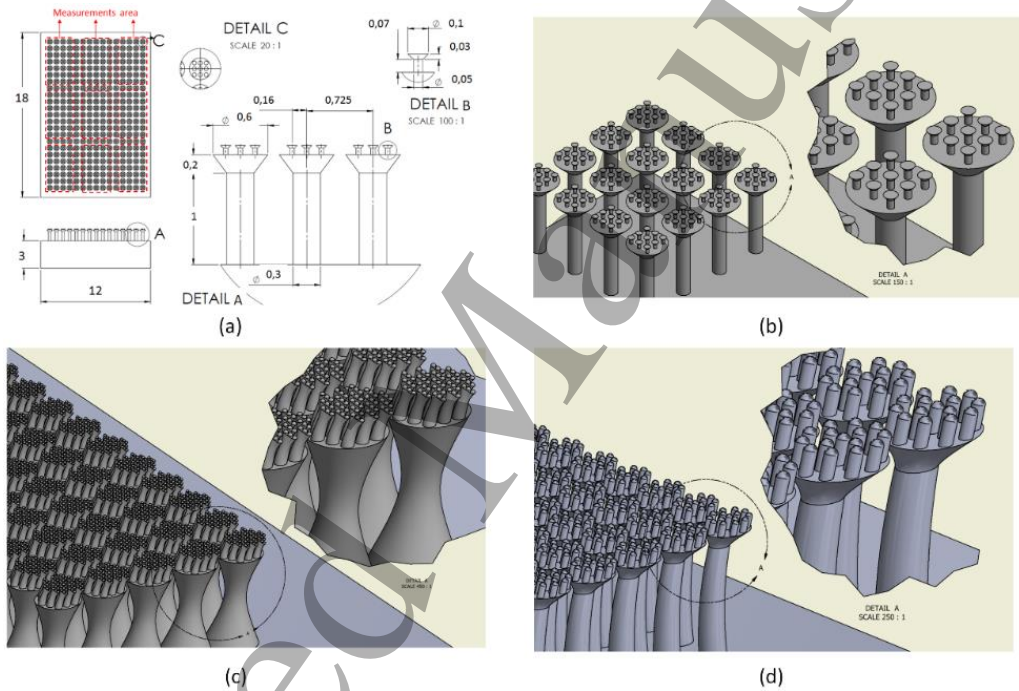 Measurements area
C
18
A
3
12
DETAIL C
SCALE 20 : 1
0,07
⌀ 0,1
0,03
⌀ 0,05
DETAIL B
SCALE 100 : 1
0,16
0,725
⌀ 0,6
B
0,2
1
⌀ 0,3
DETAIL A
(a)
A
DETAIL A
SCALE 150 : 1
(b)
A
DETAIL A
(c)
A
DETAIL A
SCALE 250 : 1
(d)